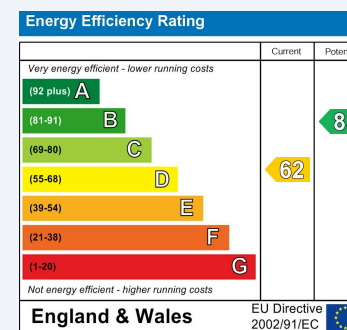 Energy Efficiency Rating
Current
Very energy efficient - lower running costs
(92 plus) A
(81-91) B
(69-80) C
(55-68) D
(39-54) E
(21-38) F
(1-20) G
62
Not energy efficient - higher running costs
England & Wales
EU Directive
2002/91/EC